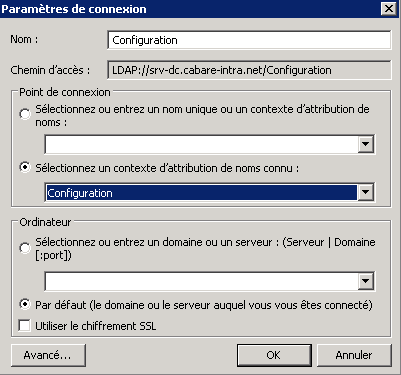 Paramètres de connexion
Nom :
Configuration
Chemin d'accès :
LDAP://srv-dc.cabare-intra.net/Configuration
Point de connexion
Sélectionnez ou entrez un nom unique ou un contexte d'attribution de
noms :
Sélectionnez un contexte d'attribution de noms connu :
Configuration
Ordinateur
Sélectionnez ou entrez un domaine ou un serveur : (Serveur | Domaine
[:port])
Par défaut (le domaine ou le serveur auquel vous vous êtes connecté)
Utiliser le chiffrement SSL
Avancé...
OK
Annuler